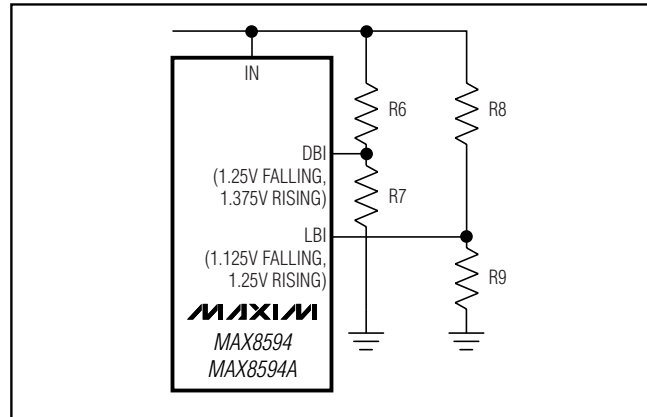 IN
R6
R8
DBI
(1.25V FALLING,
1.375V RISING)
R7
LBI
(1.125V FALLING,
1.25V RISING)
R9
MAXIM
MAX8594
MAX8594A